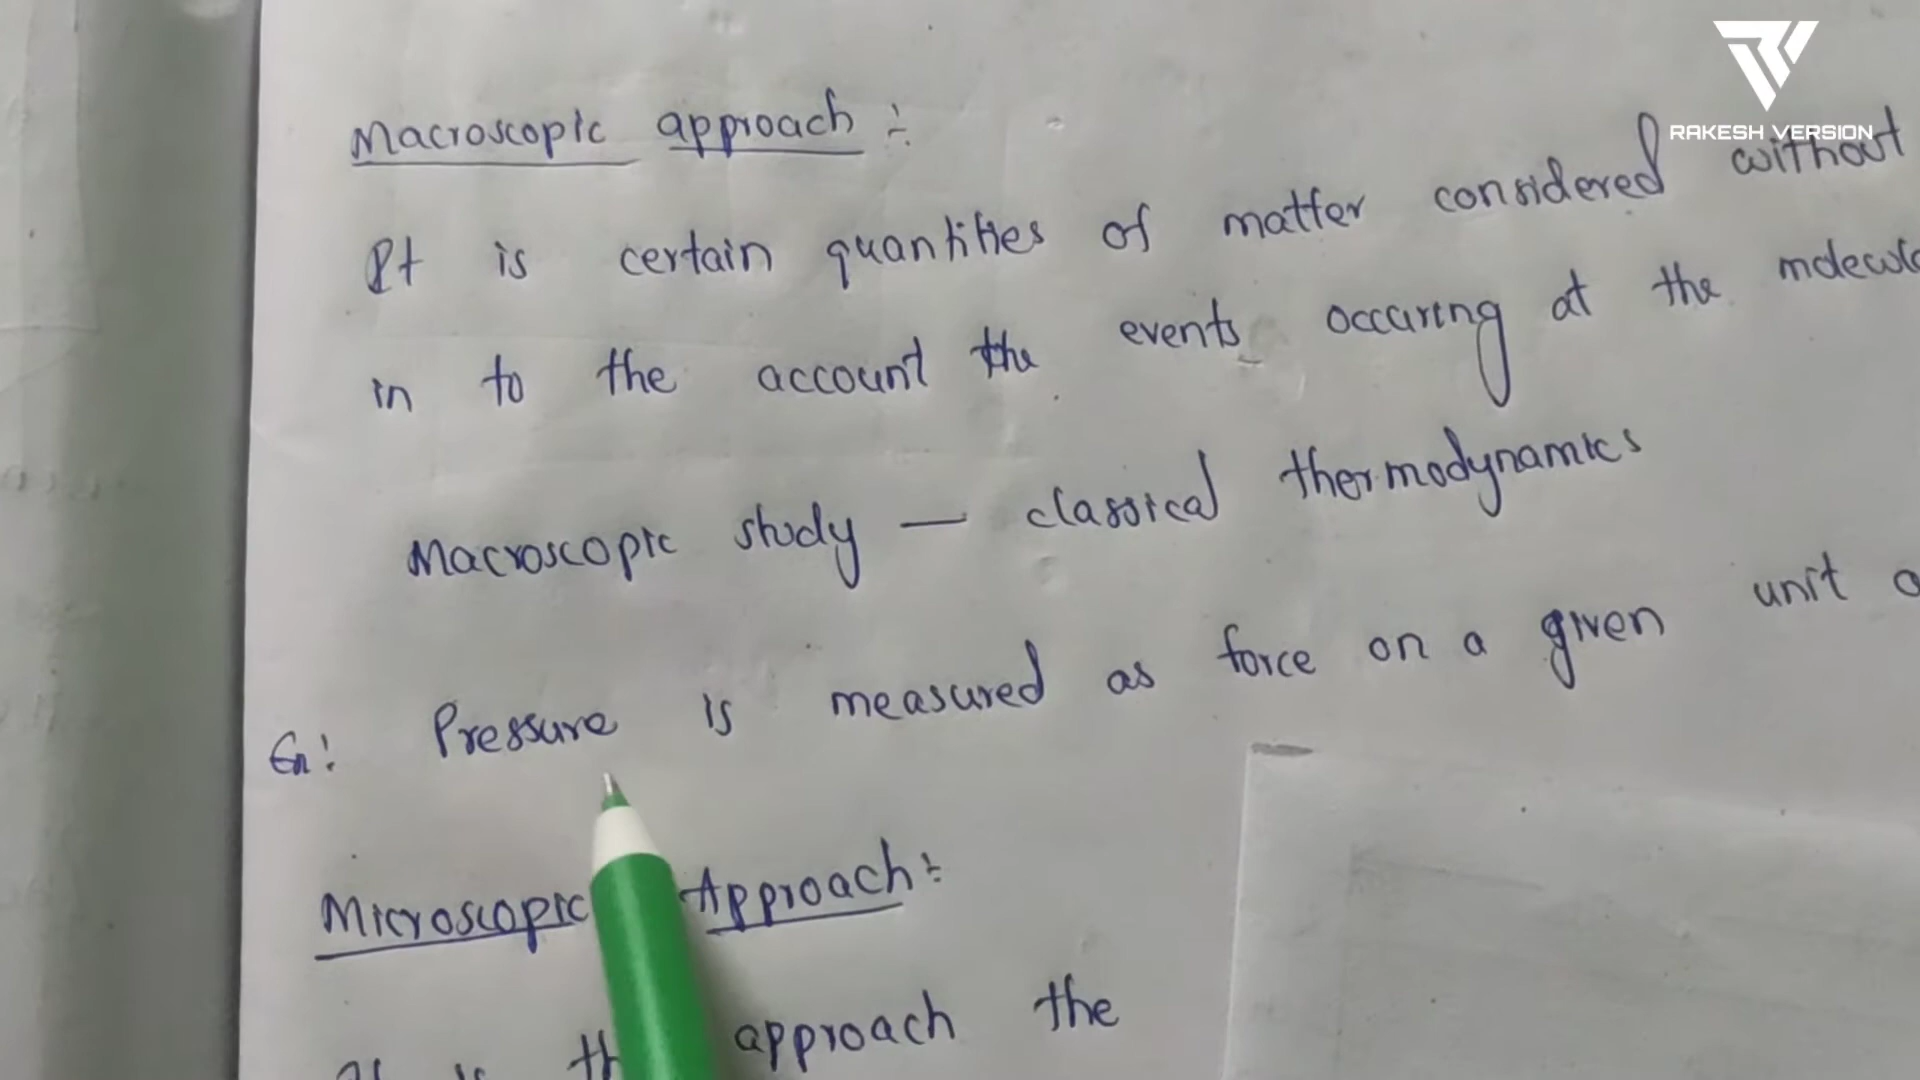 RAKESH VERSION
Macroscopic approach :-
It is certain quantities of matter considered without
in to the account the events occuring at the
Macroscopic study — classical thermodynamics
Ex: Pressure is measured as force on a given unit
Microscopic Approach:-
approach the